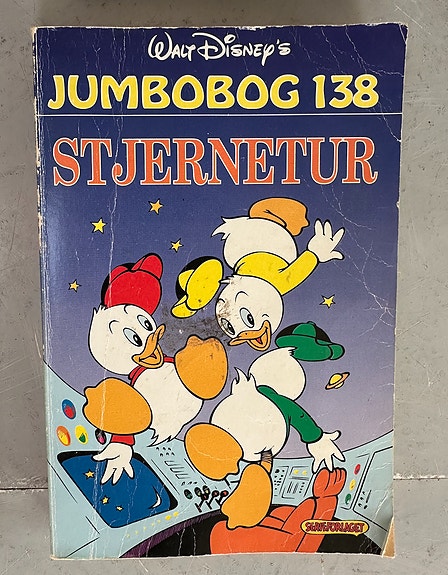 WALT DISNEY'S
JUMBOBOG 138
STJERNETUR
SERIEFORLAGET